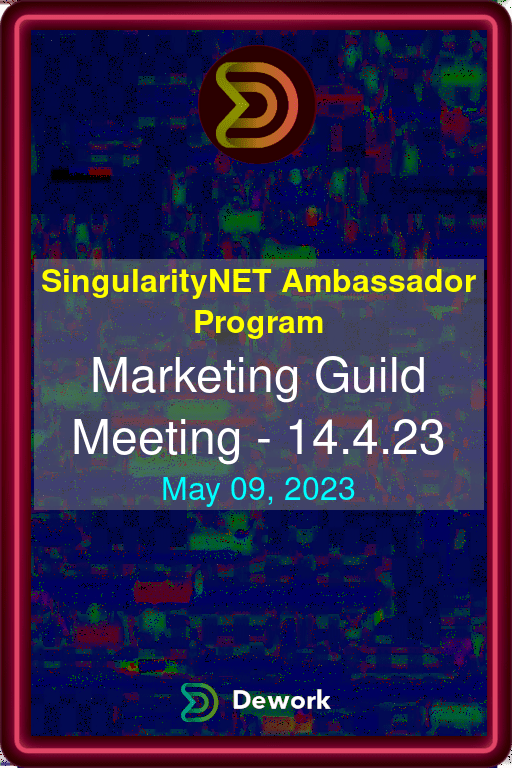 SingularityNET Ambassador
Program
Marketing Guild
Meeting - 14.4.23
May 09, 2023
Dework